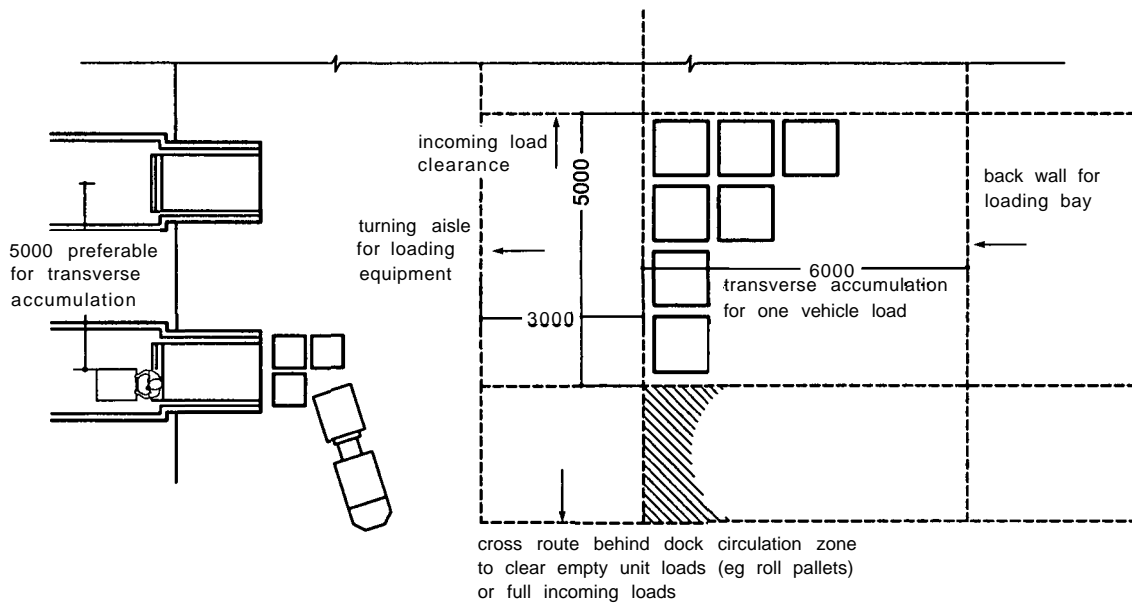 incoming load
clearance
5000
back wall for
loading bay
turning aisle
for loading
equipment
5000 preferable
for transverse
accumulation
6000
transverse accumulation
for one vehicle load
3000
cross route behind dock circulation zone
to clear empty unit loads (eg roll pallets)
or full incoming loads